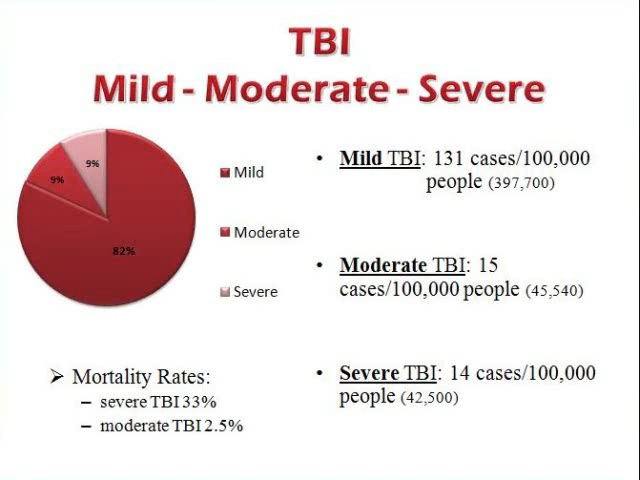 TBI
Mild - Moderate - Severe
9%
9%
82%
Mild
Moderate
Severe
• Mild TBI: 131 cases/100,000
people (397,700)
• Moderate TBI: 15
cases/100,000 people (45,540)
• Severe TBI: 14 cases/100,000
people (42,500)
➢ Mortality Rates:
– severe TBI 33%
– moderate TBI 2.5%